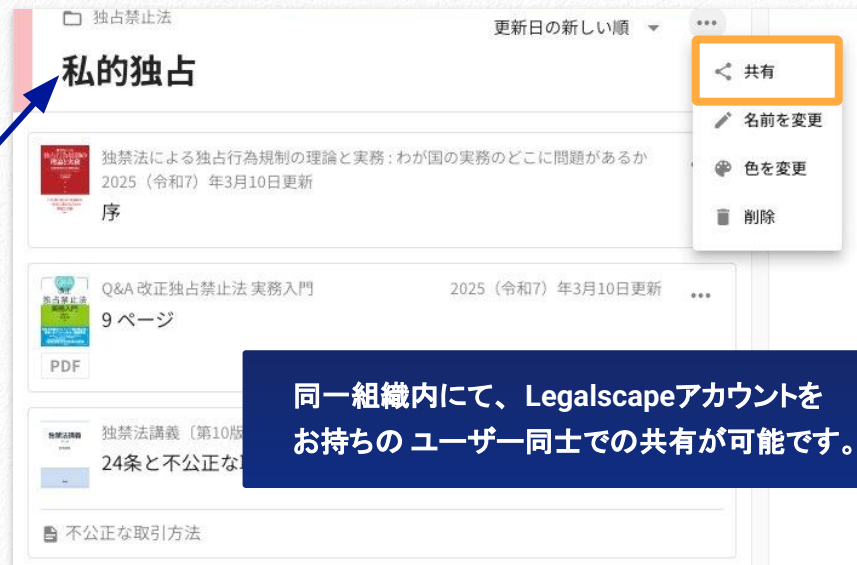 独占禁止法
更新日の新しい順
私的独占
共有
名前を変更
色を変更
削除
独禁法による独占行為規制の理論と実務 : わが国の実務のどこに問題があるか
2025（令和7）年3月10日更新
序
Q&A 改正独占禁止法 実務入門
2025（令和7）年3月10日更新
9 ページ
PDF
同一組織内にて、Legalscapeアカウントを
お持ちの ユーザー同士での共有が可能です。
独禁法講義〔第10版
24条と不公正な
不公正な取引方法